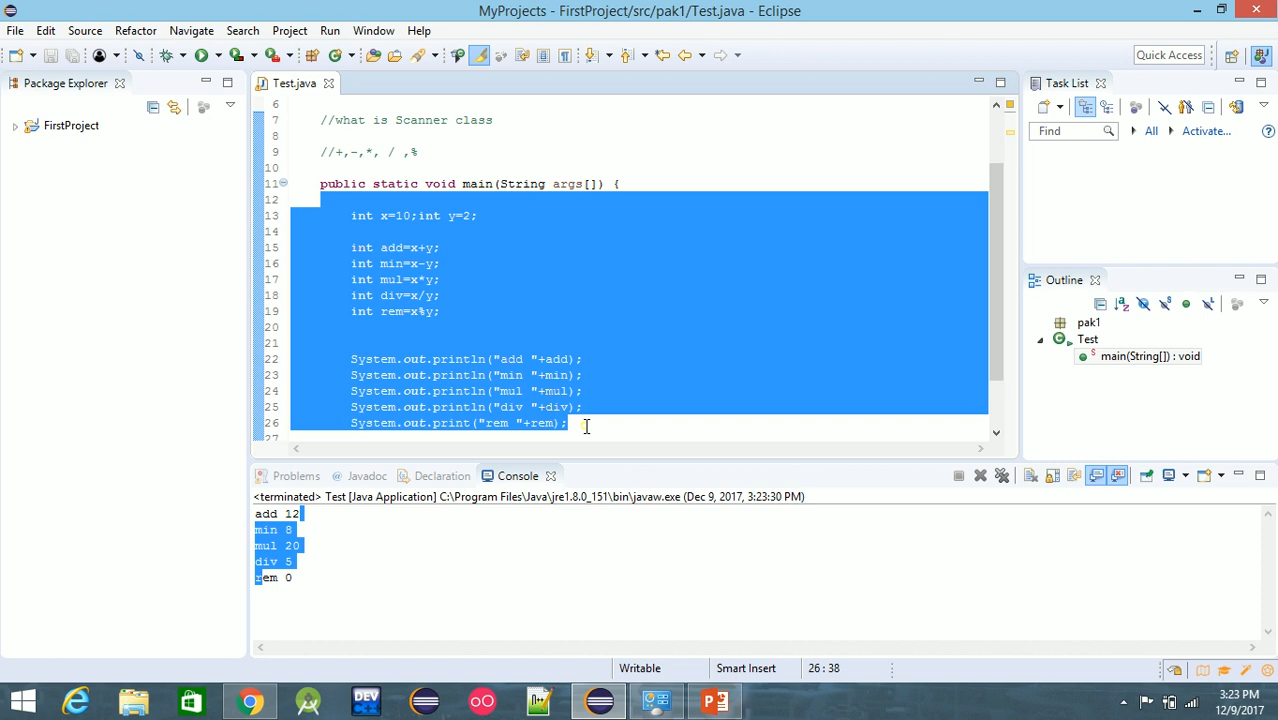 MyProjects - FirstProject/src/pak1/Test.java - Eclipse
File Edit Source Refactor Navigate Search Project Run Window Help
Quick Access
Package Explorer
FirstProject
Test.java
6
7 //what is Scanner class
8
9 //+,-,*, / ,%
10
11 public static void main(String args[]) {
12
13 int x=10;int y=2;
14
15 int add=x+y;
16 int min=x-y;
17 int mul=x*y;
18 int div=x/y;
19 int rem=x%y;
20
21
22 System.out.println("add "+add);
23 System.out.println("min "+min);
24 System.out.println("mul "+mul);
25 System.out.println("div "+div);
26 System.out.print("rem "+rem);
27
Task List
Find All Activate...
Outline
pak1
Test
main(String[]) : void
Problems Javadoc Declaration Console
<terminated> Test [Java Application] C:\Program Files\Java\jre1.8.0_151\bin\javaw.exe (Dec 9, 2017, 3:23:30 PM)
add 12
min 8
mul 20
div 5
rem 0
Writable Smart Insert 26 : 38
DEV
3:23 PM
12/9/2017